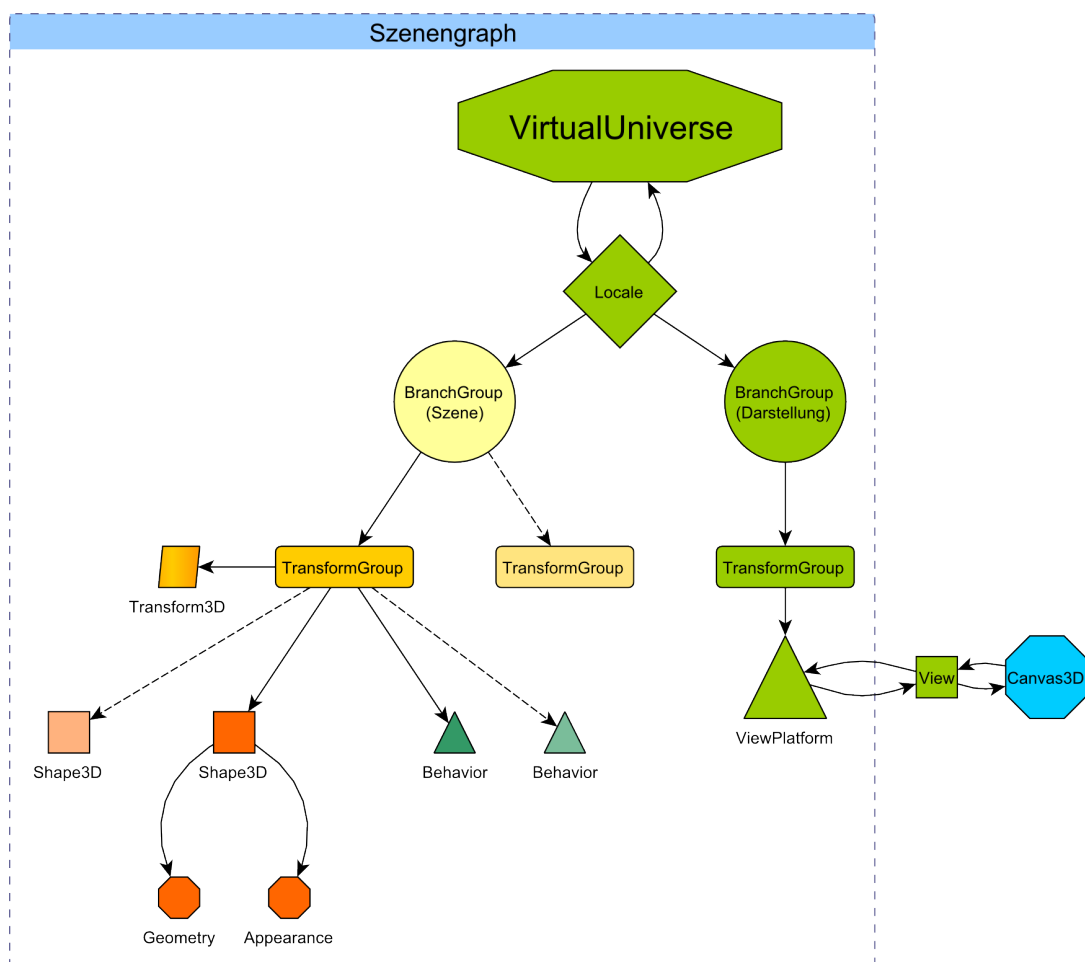 Szenengraph
VirtualUniverse
Locale
BranchGroup
(Szene)
BranchGroup
(Darstellung)
TransformGroup
TransformGroup
TransformGroup
Transform3D
View
Canvas3D
ViewPlatform
Shape3D
Shape3D
Behavior
Behavior
Geometry
Appearance